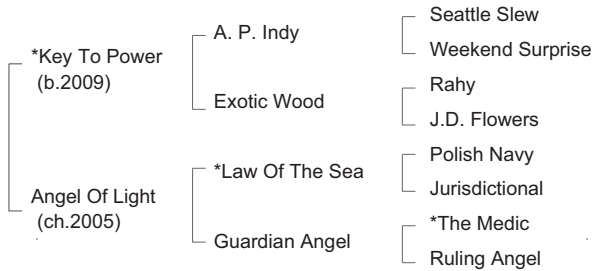 Seattle Slew
A. P. Indy
*Key To Power
(b.2009)
Weekend Surprise
Rahy
Exotic Wood
J.D. Flowers
Polish Navy
*Law Of The Sea
Jurisdictional
Angel Of Light
(ch.2005)
*The Medic
Guardian Angel
Ruling Angel